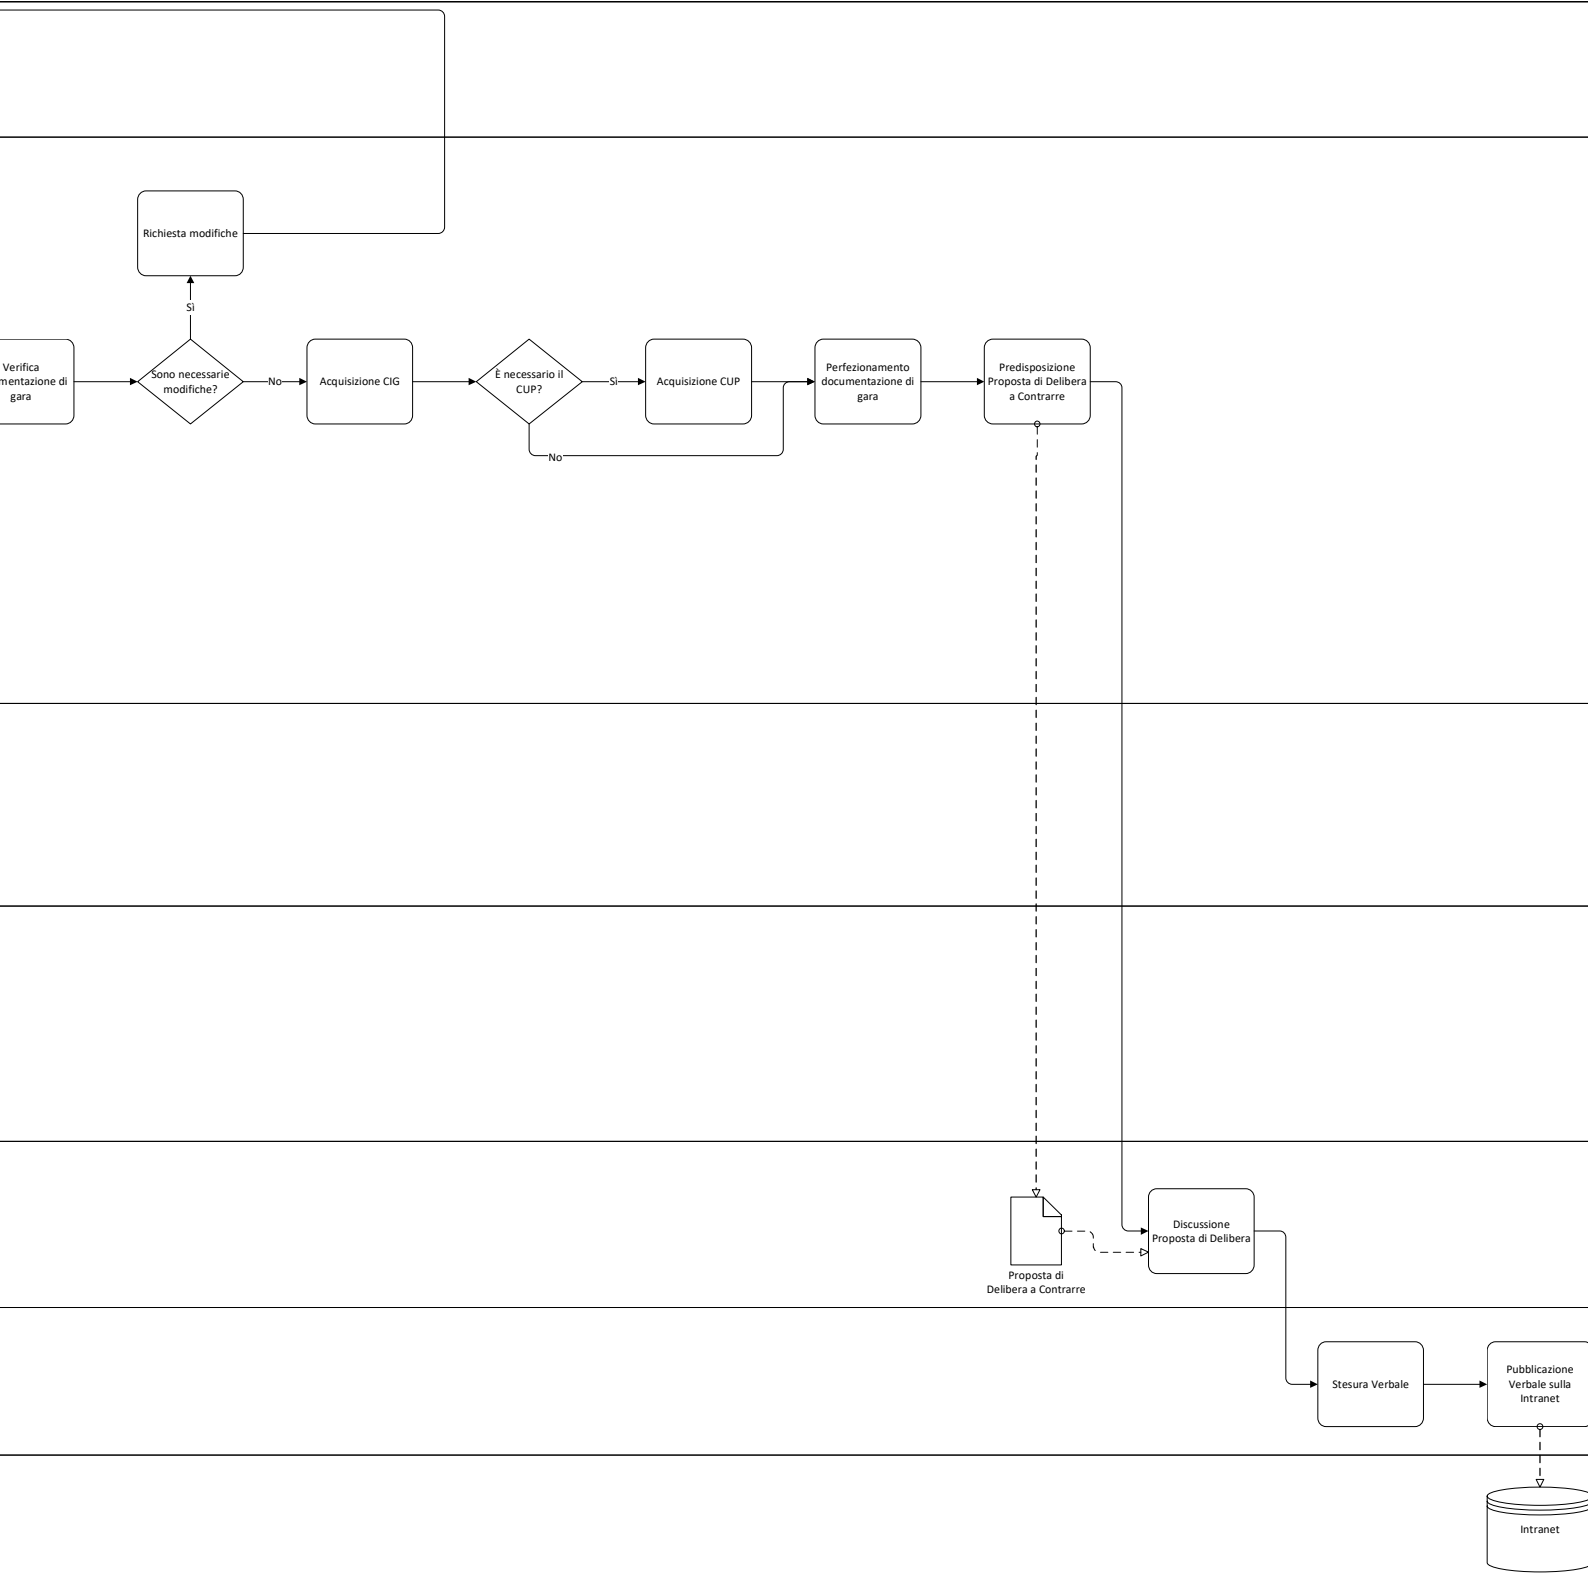 Richiesta modifiche
Sì
Verifica
mentazione di
gara
Sono necessarie
modifiche?
No
Acquisizione CIG
È necessario il
CUP?
Sì
Acquisizione CUP
Perfezionamento
documentazione di
gara
Predisposizione
Proposta di Delibera
a Contrarre
No
Discussione
Proposta di Delibera
Proposta di
Delibera a Contrarre
Stesura Verbale
Pubblicazione
Verbale sulla
Intranet
Intranet